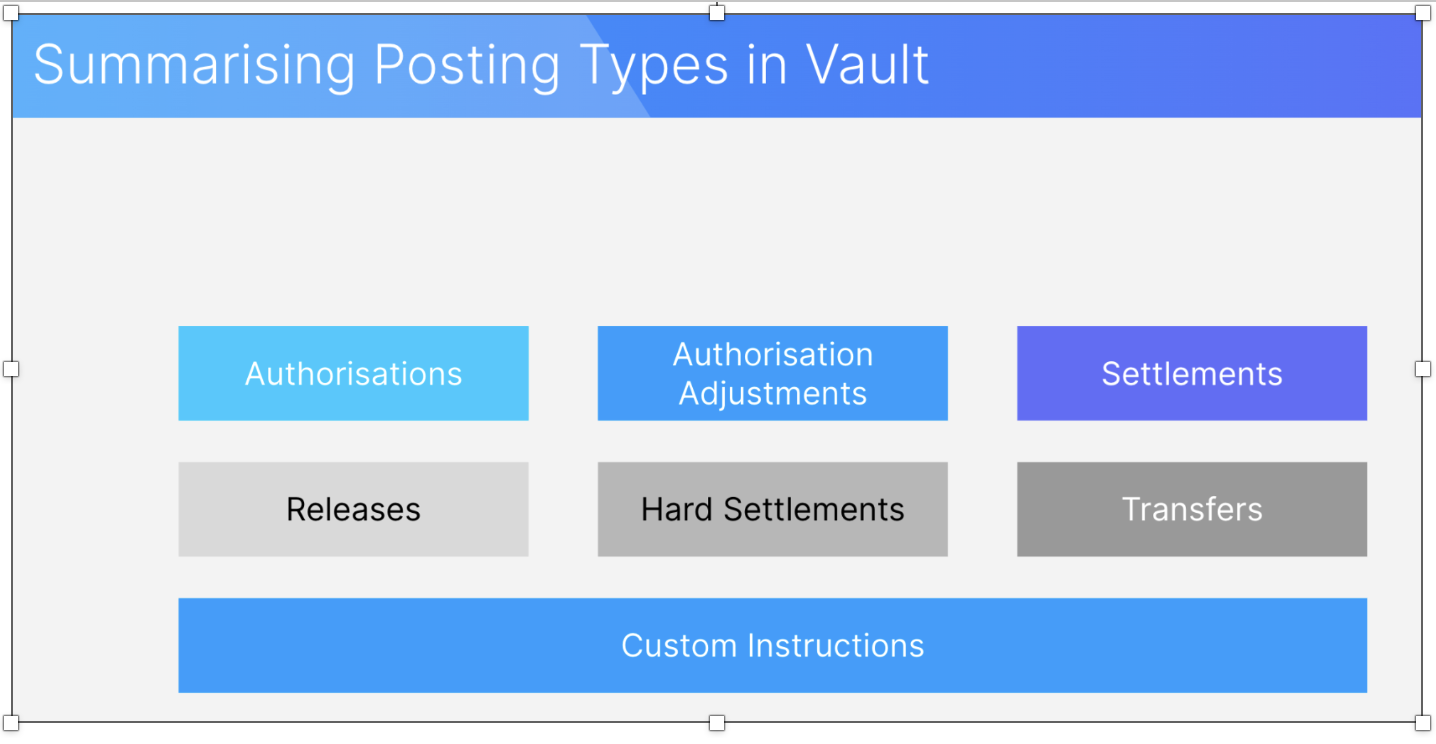 Summarising Posting Types in Vault
Authorisations
Authorisation
Adjustments
Settlements
Releases
Hard Settlements
Transfers
Custom Instructions